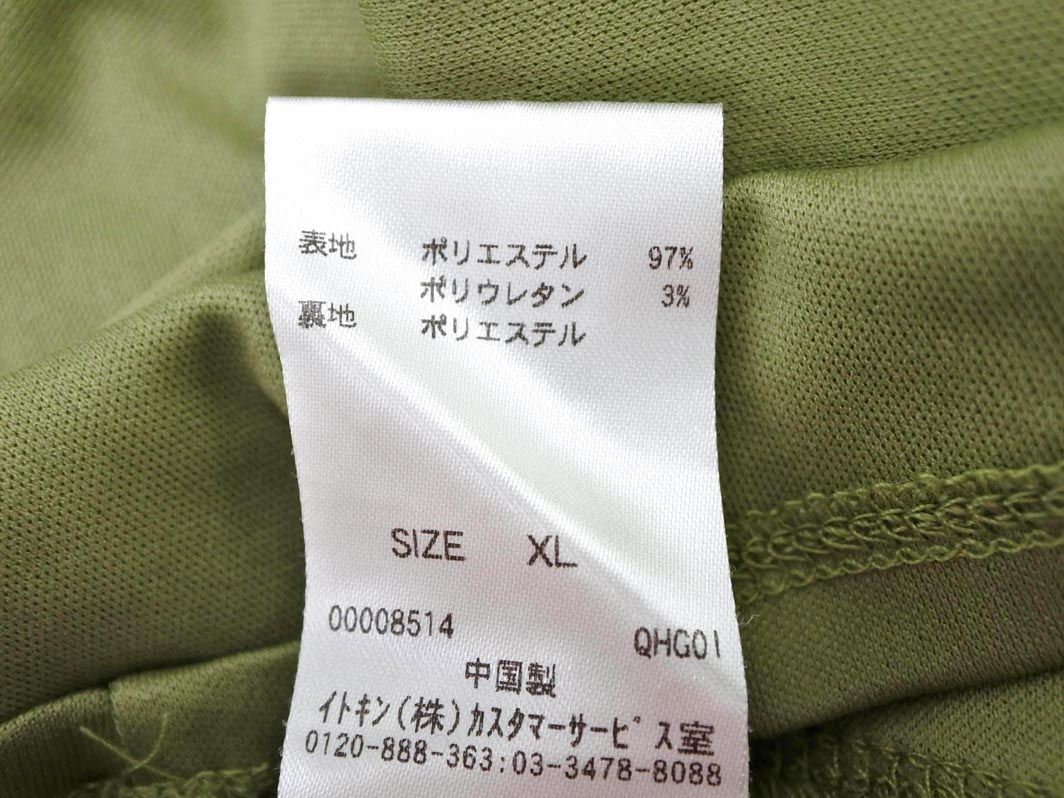 表地 ポリエステル 97%
ポリウレタン 3%
裏地 ポリエステル
SIZE XL
00008514 QHG01
中国製
イトキン(株)カスタマーサービス室
0120-888-363:03-3478-8088